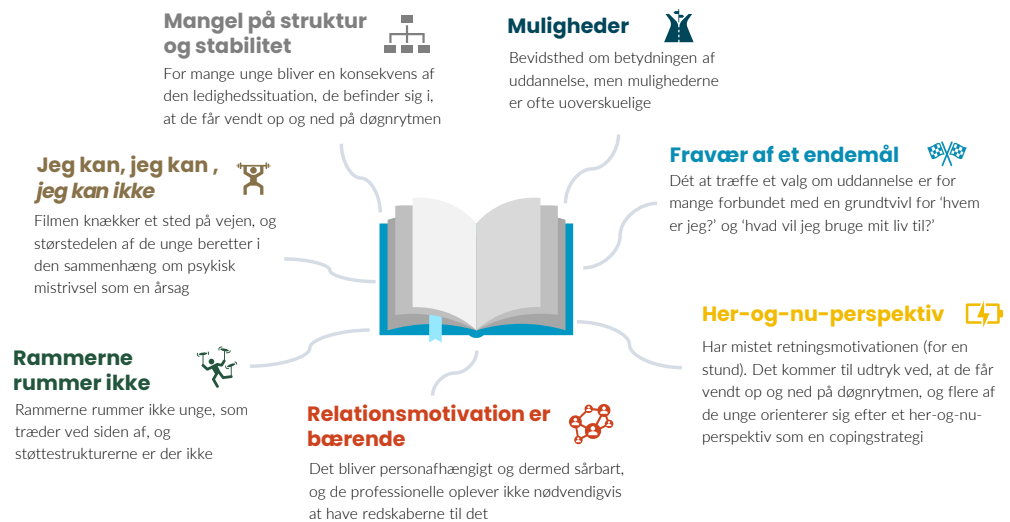 Mangel på struktur
og stabilitet
For mange unge bliver en konsekvens af
den ledighedssituation, de befinder sig i,
at de får vendt op og ned på døgnrytmen
Muligheder
Bevidsthed om betydningen af
uddannelse, men mulighederne
er ofte uoverskuelige
Jeg kan, jeg kan ,
jeg kan ikke
Filmen knækker et sted på vejen, og
størstedelen af de unge beretter i
den sammenhæng om psykisk
mistrivsel som en årsag
Fravær af et endemål
Dét at træffe et valg om uddannelse er for
mange forbundet med en grundtvivl for ‘hvem
er jeg?’ og ‘hvad vil jeg bruge mit liv til?’
Her-og-nu-perspektiv
Har mistet retningsmotivationen (for en
stund). Det kommer til udtryk ved, at de får
vendt op og ned på døgnrytmen, og flere af
de unge orienterer sig efter et her-og-nu-
perspektiv som en copingstrategi
Rammerne
rummer ikke
Rammerne rummer ikke unge, som
træder ved siden af, og
støttestrukturerne er der ikke
Relationsmotivation er
bærende
Det bliver personafhængigt og dermed sårbart,
og de professionelle oplever ikke nødvendigvis
at have redskaberne til det